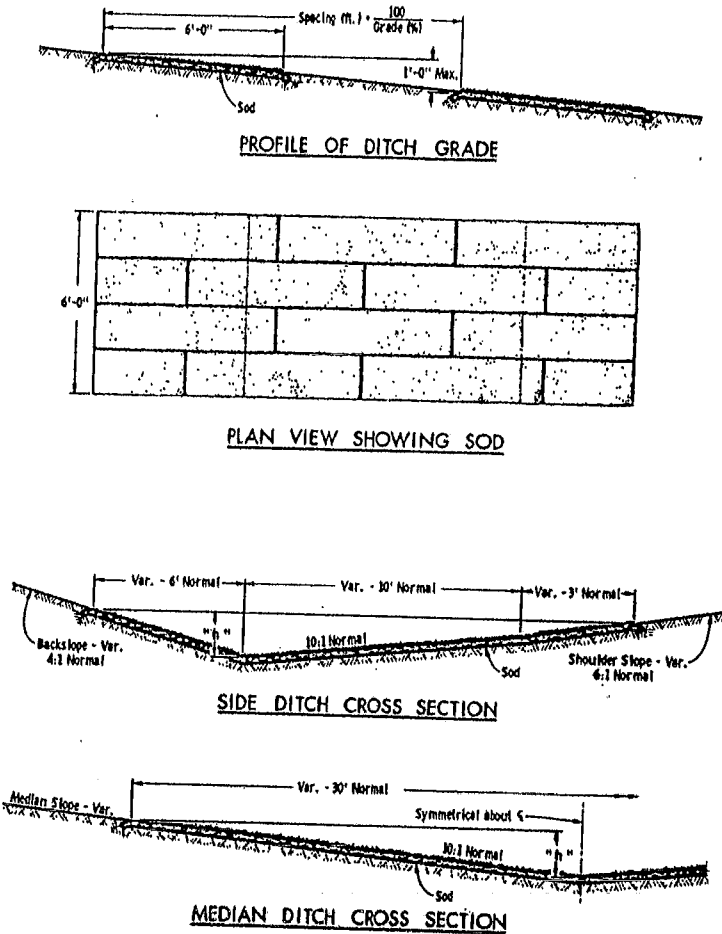 Spacing (ft.) = 100
Grade (%)
6'-0"
1'-0" Max.
Sod
PROFILE OF DITCH GRADE
6'-0"
PLAN VIEW SHOWING SOD
Var. - 6' Normal
Var. - 10' Normal
Var. - 3' Normal
"h"
10:1 Normal
Backslope - Var.
4:1 Normal
Sod
Shoulder Slope - Var.
6:1 Normal
SIDE DITCH CROSS SECTION
Var. - 30' Normal
Median Slope - Var.
Symmetrical about ℄
10:1 Normal
"h"
Sod
MEDIAN DITCH CROSS SECTION